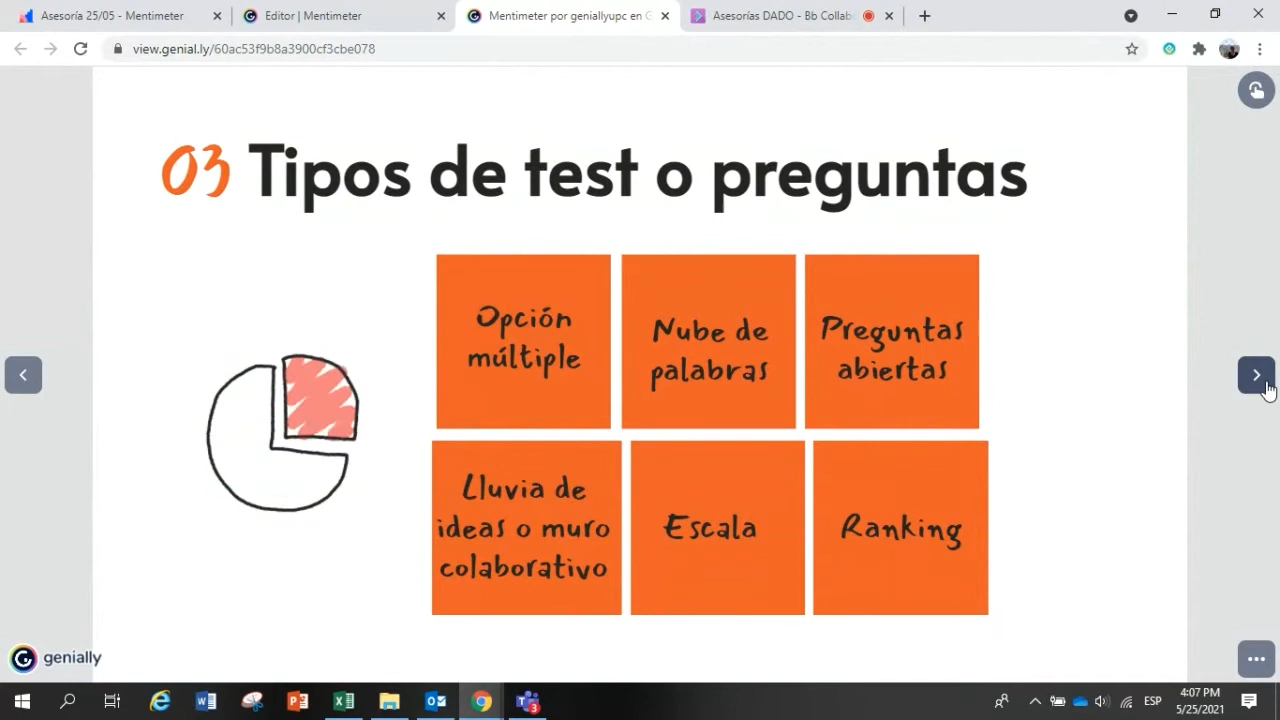 Asesoría 25/05 - Mentimeter
Editor | Mentimeter
Mentimeter por geniallyupc en G
Asesorías DADO - Bb Collab
view.genial.ly/60ac53f9b8a3900cf3cbe078
03 Tipos de test o preguntas
Opción
múltiple
Nube de
palabras
Preguntas
abiertas
Lluvia de
ideas o muro
colaborativo
Escala
Ranking
genially
ESP
4:07 PM
5/25/2021
3